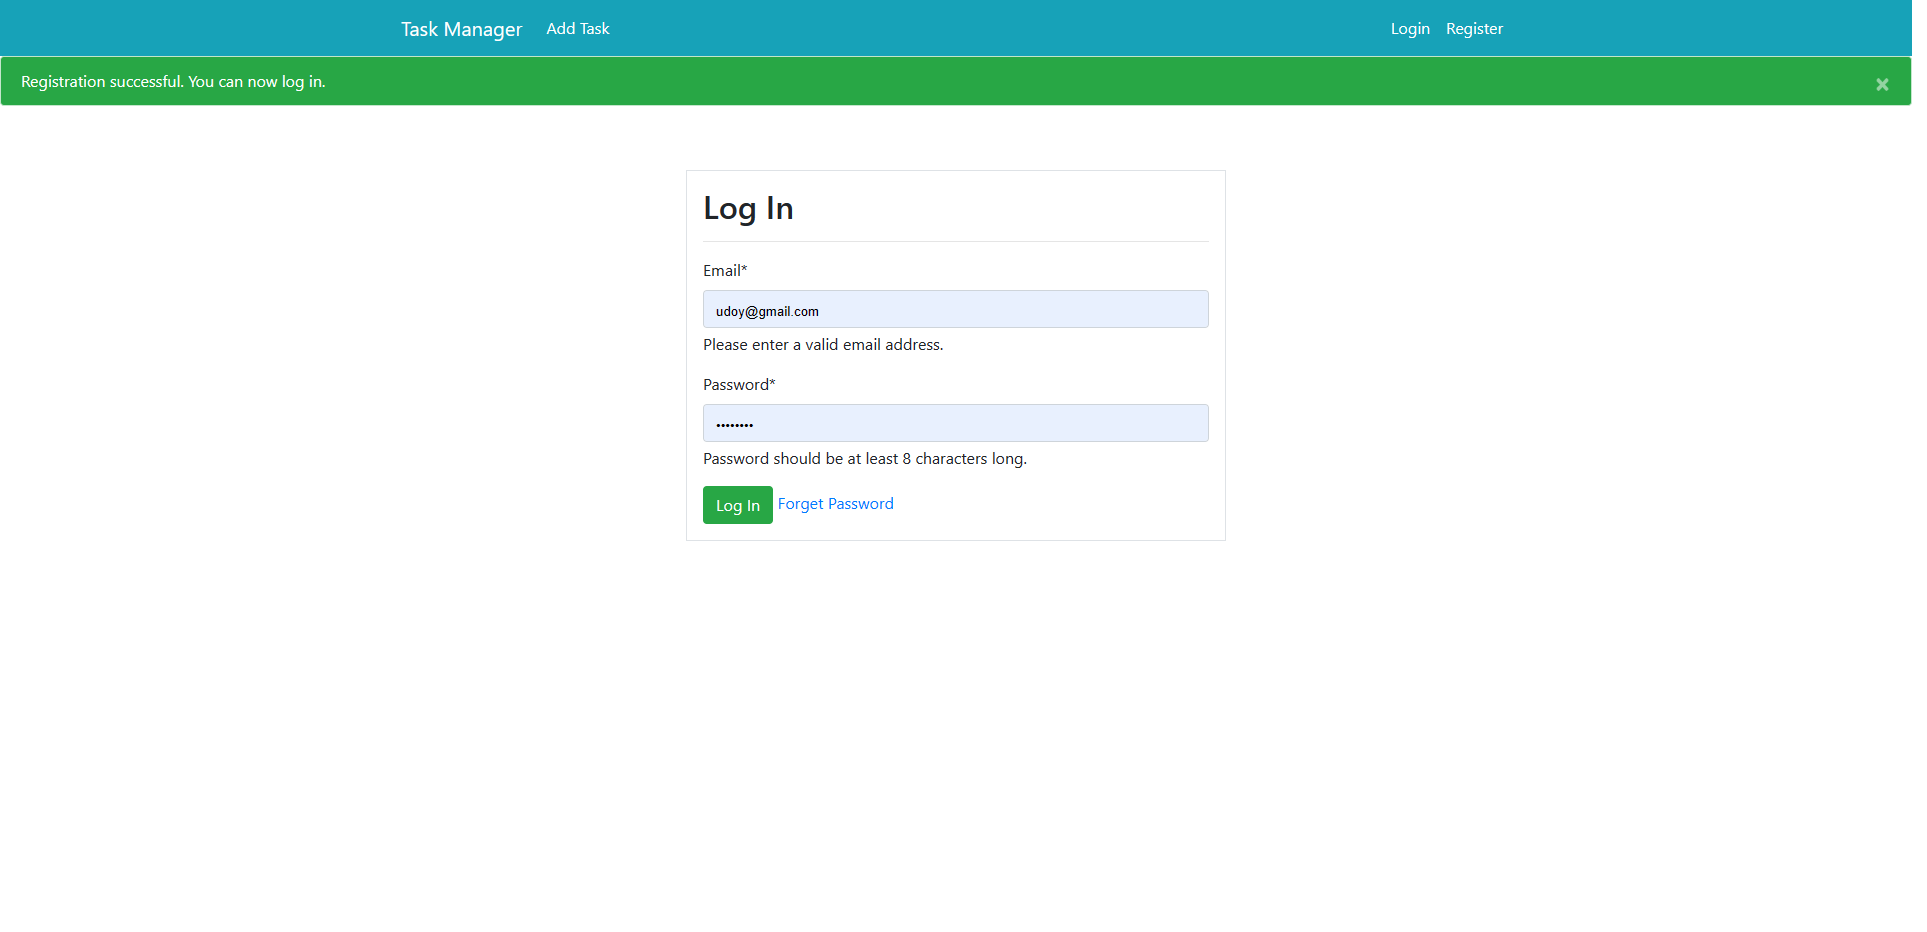 Task Manager Add Task Login Register
Registration successful. You can now log in. ×
Log In
Email*
udoy@gmail.com
Please enter a valid email address.
Password*
••••••••
Password should be at least 8 characters long.
Log In Forget Password